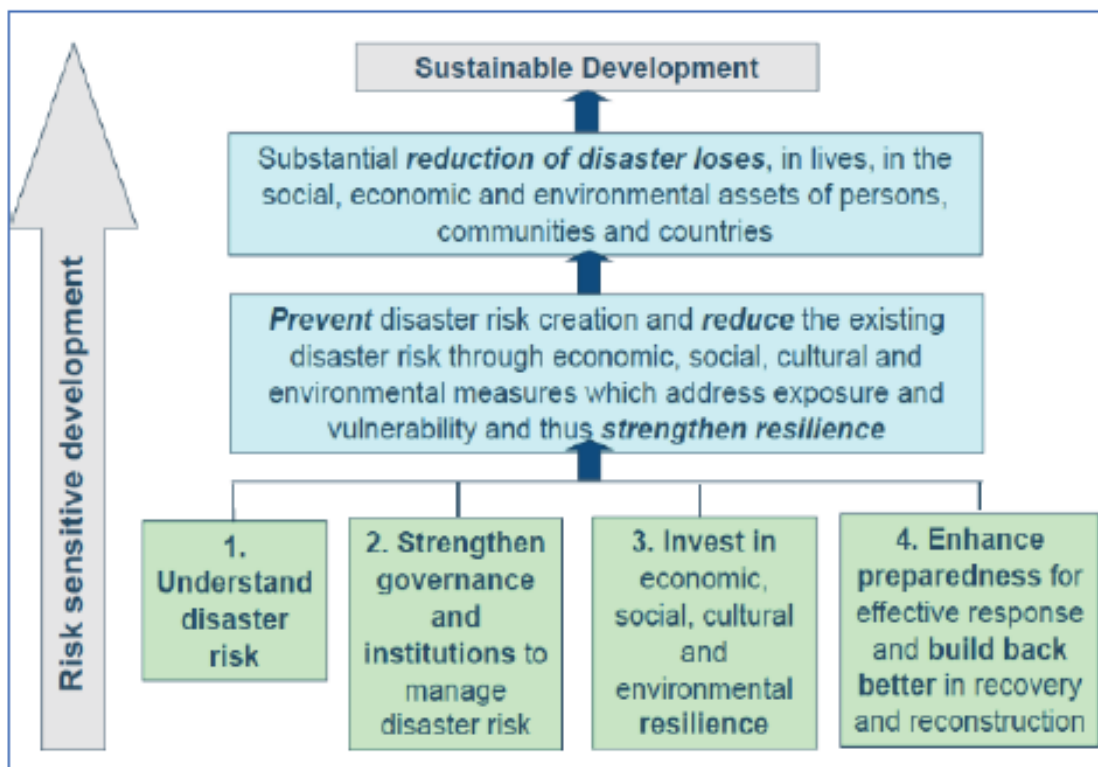 Sustainable Development
Substantial reduction of disaster loses, in lives, in the
social, economic and environmental assets of persons,
communities and countries
Prevent disaster risk creation and reduce the existing
disaster risk through economic, social, cultural and
environmental measures which address exposure and
vulnerability and thus strengthen resilience
Risk sensitive development
1.
Understand
disaster
risk
2. Strengthen
governance
and
institutions to
manage
disaster risk
3. Invest in
economic,
social, cultural
and
environmental
resilience
4. Enhance
preparedness for
effective response
and build back
better in recovery
and reconstruction